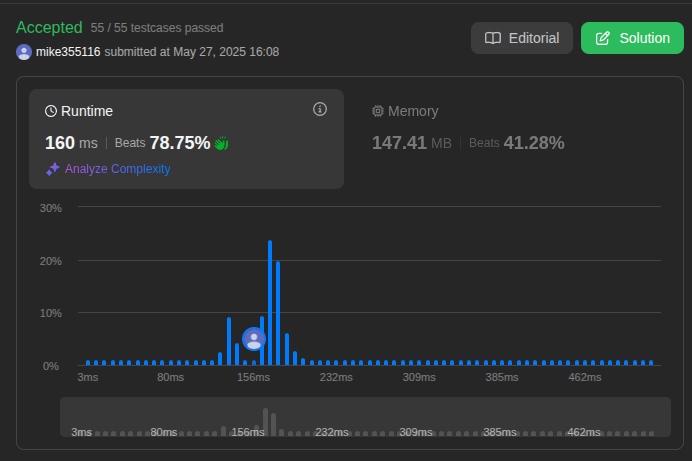 Accepted 55 / 55 testcases passed
mike355116 submitted at May 27, 2025 16:08
Editorial
Solution
Runtime
160 ms Beats 78.75%
Analyze Complexity
Memory
147.41 MB Beats 41.28%
30%
20%
10%
0%
3ms 80ms 156ms 232ms 309ms 385ms 462ms
3ms 80ms 156ms 232ms 309ms 385ms 462ms